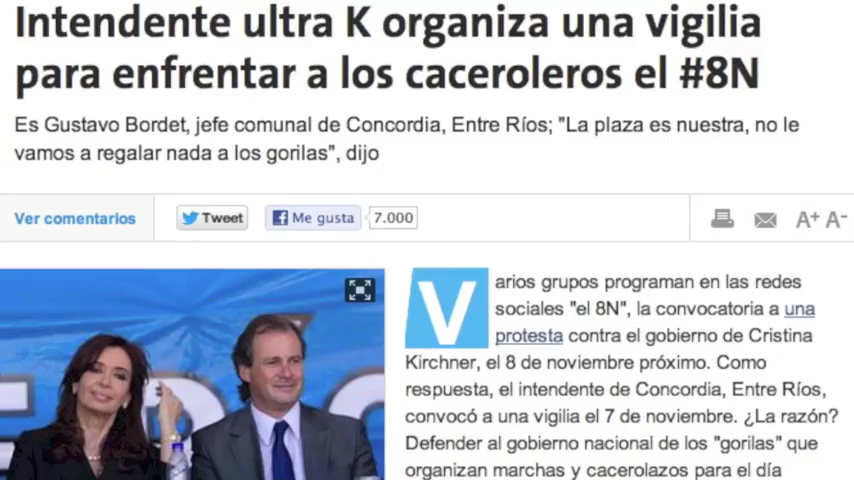 Intendente ultra K organiza una vigilia
para enfrentar a los caceroleros el #8N
Es Gustavo Bordet, jefe comunal de Concordia, Entre Ríos; "La plaza es nuestra, no le
vamos a regalar nada a los gorilas", dijo
Ver comentarios
Tweet
Me gusta
7.000
A+ A-
Varios grupos programan en las redes
sociales "el 8N", la convocatoria a una
protesta contra el gobierno de Cristina
Kirchner, el 8 de noviembre próximo. Como
respuesta, el intendente de Concordia, Entre Ríos,
convocó a una vigilia el 7 de noviembre. ¿La razón?
Defender al gobierno nacional de los "gorilas" que
organizan marchas y cacerolazos para el día